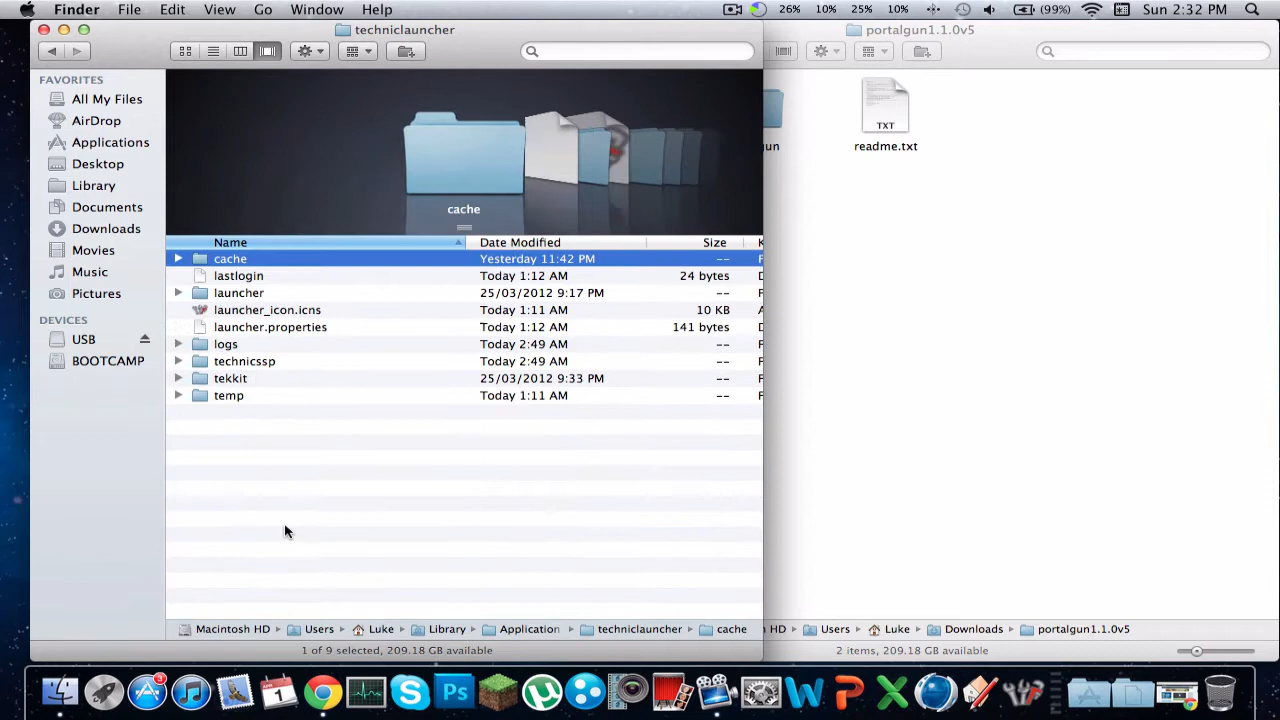 Finder File Edit View Go Window Help 26% 10% 25% 10% (99%) Sun 2:32 PM
techniclauncher
portalgun1.1.0v5
FAVORITES
All My Files
AirDrop
Applications
Desktop
Library
Documents
Downloads
Movies
Music
Pictures
DEVICES
USB
BOOTCAMP
cache
Name Date Modified Size
cache Yesterday 11:42 PM --
lastlogin Today 1:12 AM 24 bytes
launcher 25/03/2012 9:17 PM --
launcher_icon.icns Today 1:11 AM 10 KB
launcher.properties Today 1:12 AM 141 bytes
logs Today 2:49 AM --
technicssp Today 2:49 AM --
tekkit 25/03/2012 9:33 PM --
temp Today 1:11 AM --
Macintosh HD Users Luke Library Application techniclauncher cache
1 of 9 selected, 209.18 GB available
TXT
un readme.txt
HD Users Luke Downloads portalgun1.1.0v5
2 items, 209.18 GB available
3
1
Ps
W
P
X